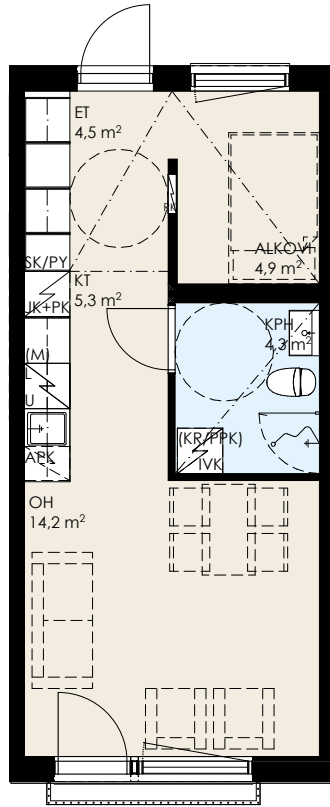 ET
4,5 m²
RK
SK/PY
ALKOVI
4,9 m²
KT
5,3 m²
JK+PK
KPH
4,3 m²
(M)
L
U
(KR/PPK)
IVK
APK
OH
14,2 m²